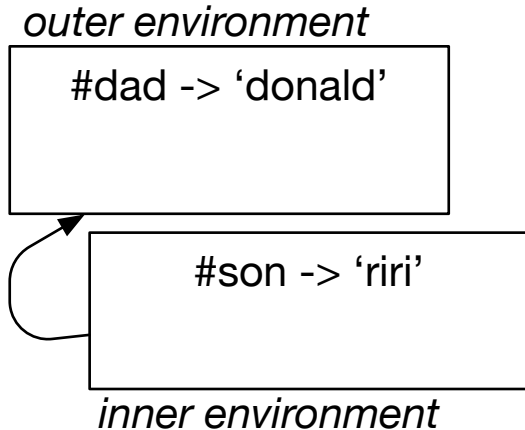 outer environment
#dad -> ‘donald’
#son -> ‘riri’
inner environment